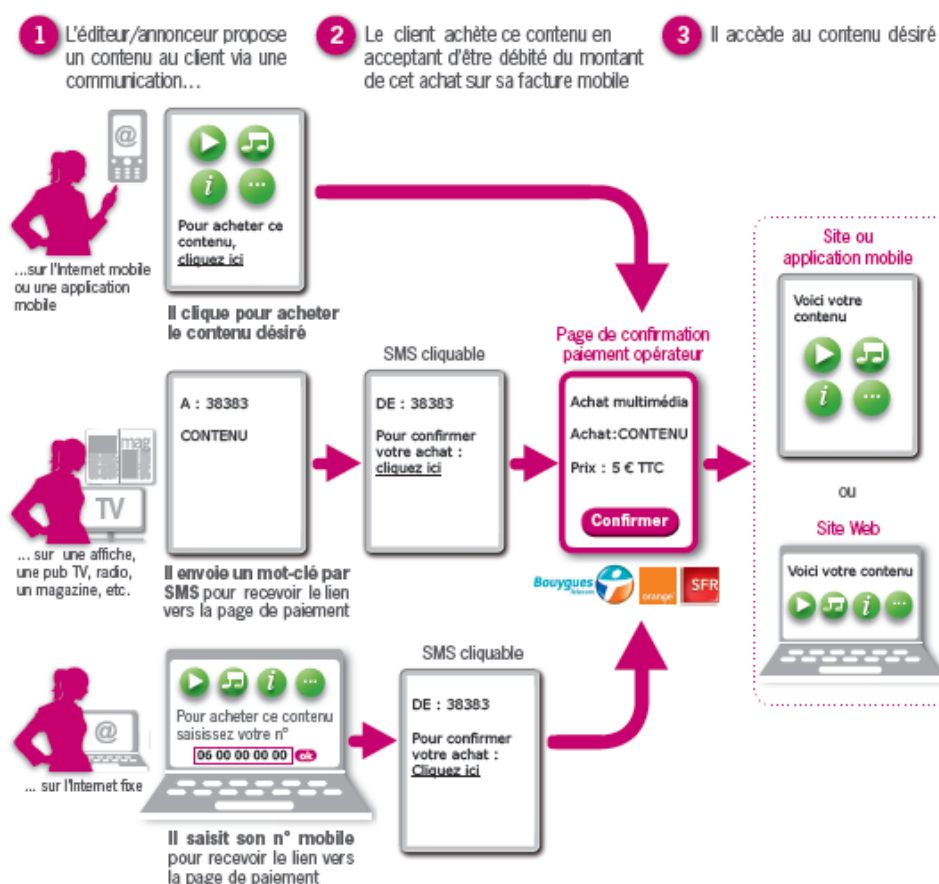 1
L'éditeur/annonceur propose
un contenu au client via une
communication...
2
Le client achète ce contenu en
acceptant d'être débité du montant
de cet achat sur sa facture mobile
3
Il accède au contenu désiré
@
...sur l'Internet mobile
ou une application
mobile
i
...
Pour acheter ce
contenu,
cliquez ici
Il clique pour acheter
le contenu désiré
mag
TV
... sur une affiche,
une pub TV, radio,
un magazine, etc.
A : 38383
CONTENU
Il envoie un mot-clé par
SMS pour recevoir le lien
vers la page de paiement
SMS cliquable
DE : 38383
Pour confirmer
votre achat :
cliquez ici
Page de confirmation
paiement opérateur
Achat multimédia
Achat:CONTENU
Prix : 5 € TTC
Confirmer
Bouygues
telecom
orange
SFR
Site ou
application mobile
Voici votre
contenu
i
...
ou
Site Web
Voici votre contenu
i
...
@
... sur l'Internet fixe
i
...
Pour acheter ce contenu
saisissez votre n°
06 00 00 00 00 ok
Il saisit son n° mobile
pour recevoir le lien vers
la page de paiement
SMS cliquable
DE : 38383
Pour confirmer
votre achat :
Cliquez ici